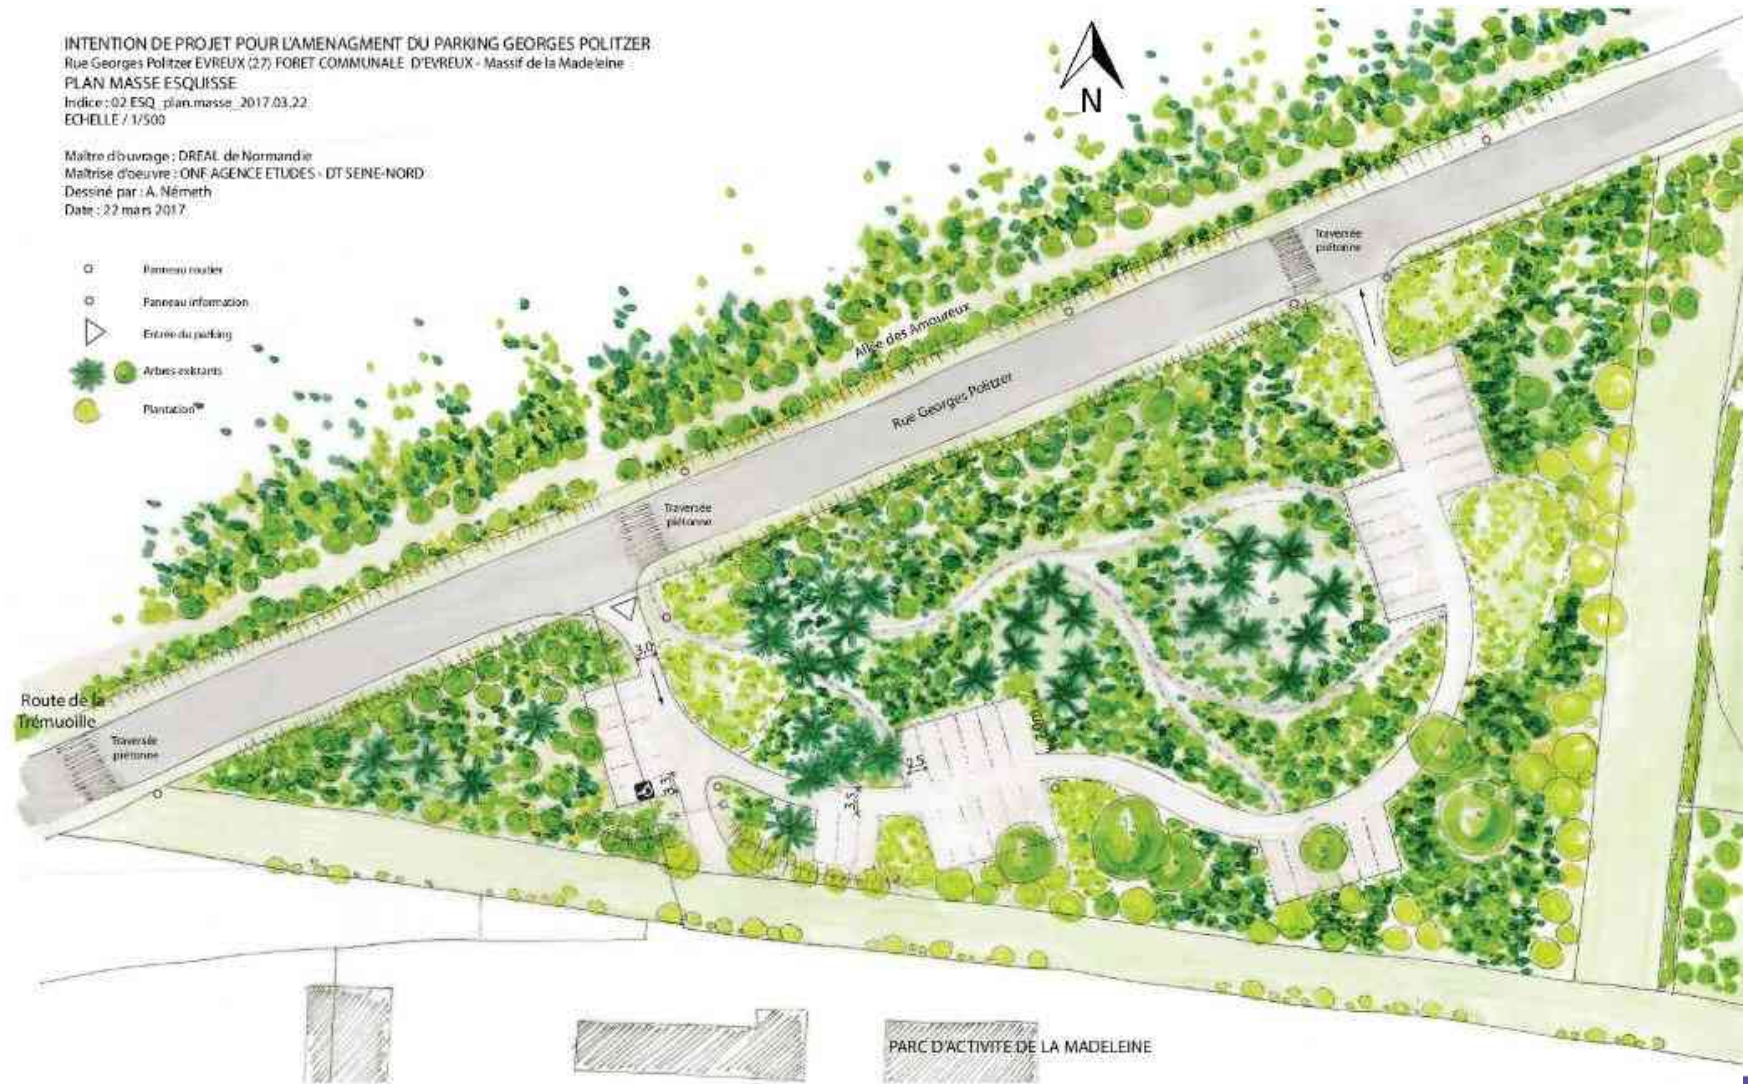 INTENTION DE PROJET POUR L'AMENAGMENT DU PARKING GEORGES POLITZER
Rue Georges Politzer EVREUX (27) FORET COMMUNALE D'EVREUX - Massif de la Madeleine
PLAN MASSE ESQUISSE
Indice : 02 ESQ_plan.masse_2017.03.22
ECHELLE / 1/500
Maître d'ouvrage : DREAL de Normandie
Maîtrise d'oeuvre : ONF AGENCE ETUDES - DT SEINE-NORD
Dessiné par : A. Németh
Date : 22 mars 2017
N
Panneau routier
Panneau information
Entrée du parking
Arbres existants
Plantation
Traversée
piétonne
Allée des Amoureux
Rue Georges Politzer
Traversée
piétonne
Route de la
Trémuoille
Traversée
piétonne
3.0
3.3
2.5
3.5
PARC D'ACTIVITE DE LA MADELEINE